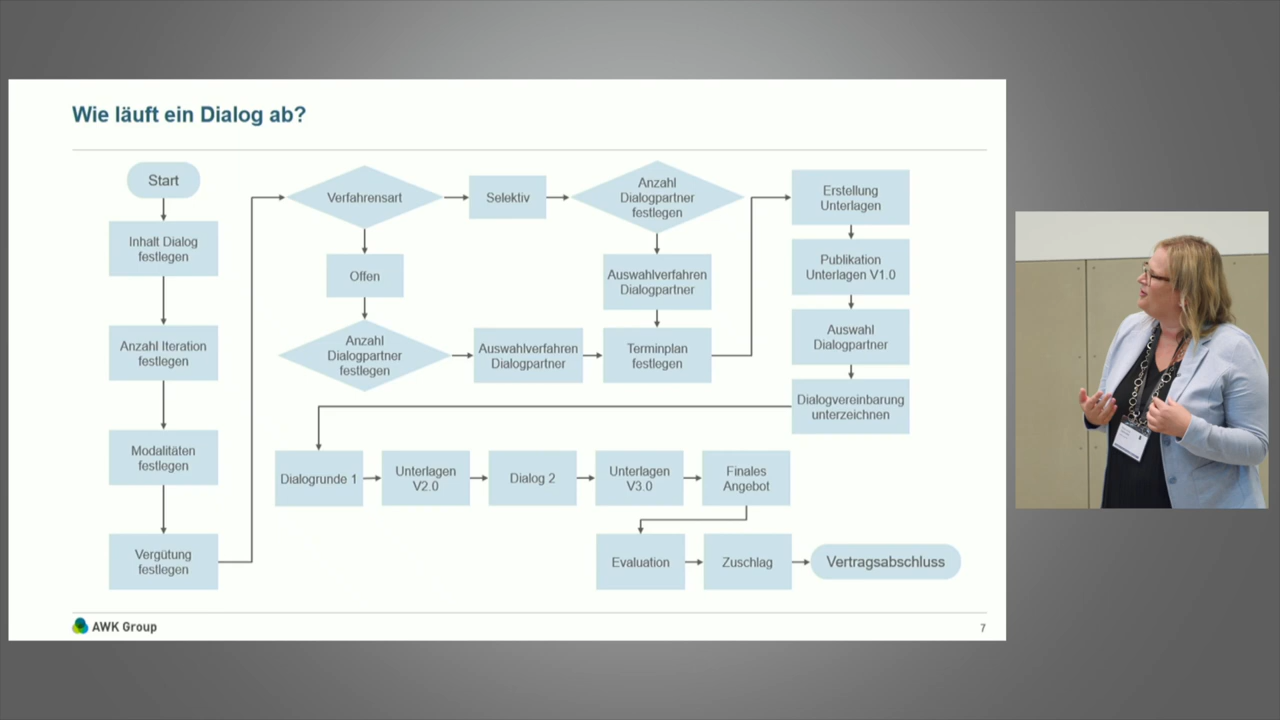 Wie läuft ein Dialog ab?
Start
Inhalt Dialog
festlegen
Anzahl Iteration
festlegen
Modalitäten
festlegen
Vergütung
festlegen
Verfahrensart
Selektiv
Anzahl
Dialogpartner
festlegen
Offen
Auswahlverfahren
Dialogpartner
Anzahl
Dialogpartner
festlegen
Auswahlverfahren
Dialogpartner
Terminplan
festlegen
Erstellung
Unterlagen
Publikation
Unterlagen V1.0
Auswahl
Dialogpartner
Dialogvereinbarung
unterzeichnen
Dialogrunde 1
Unterlagen
V2.0
Dialog 2
Unterlagen
V3.0
Finales
Angebot
Evaluation
Zuschlag
Vertragsabschluss
AWK Group
7